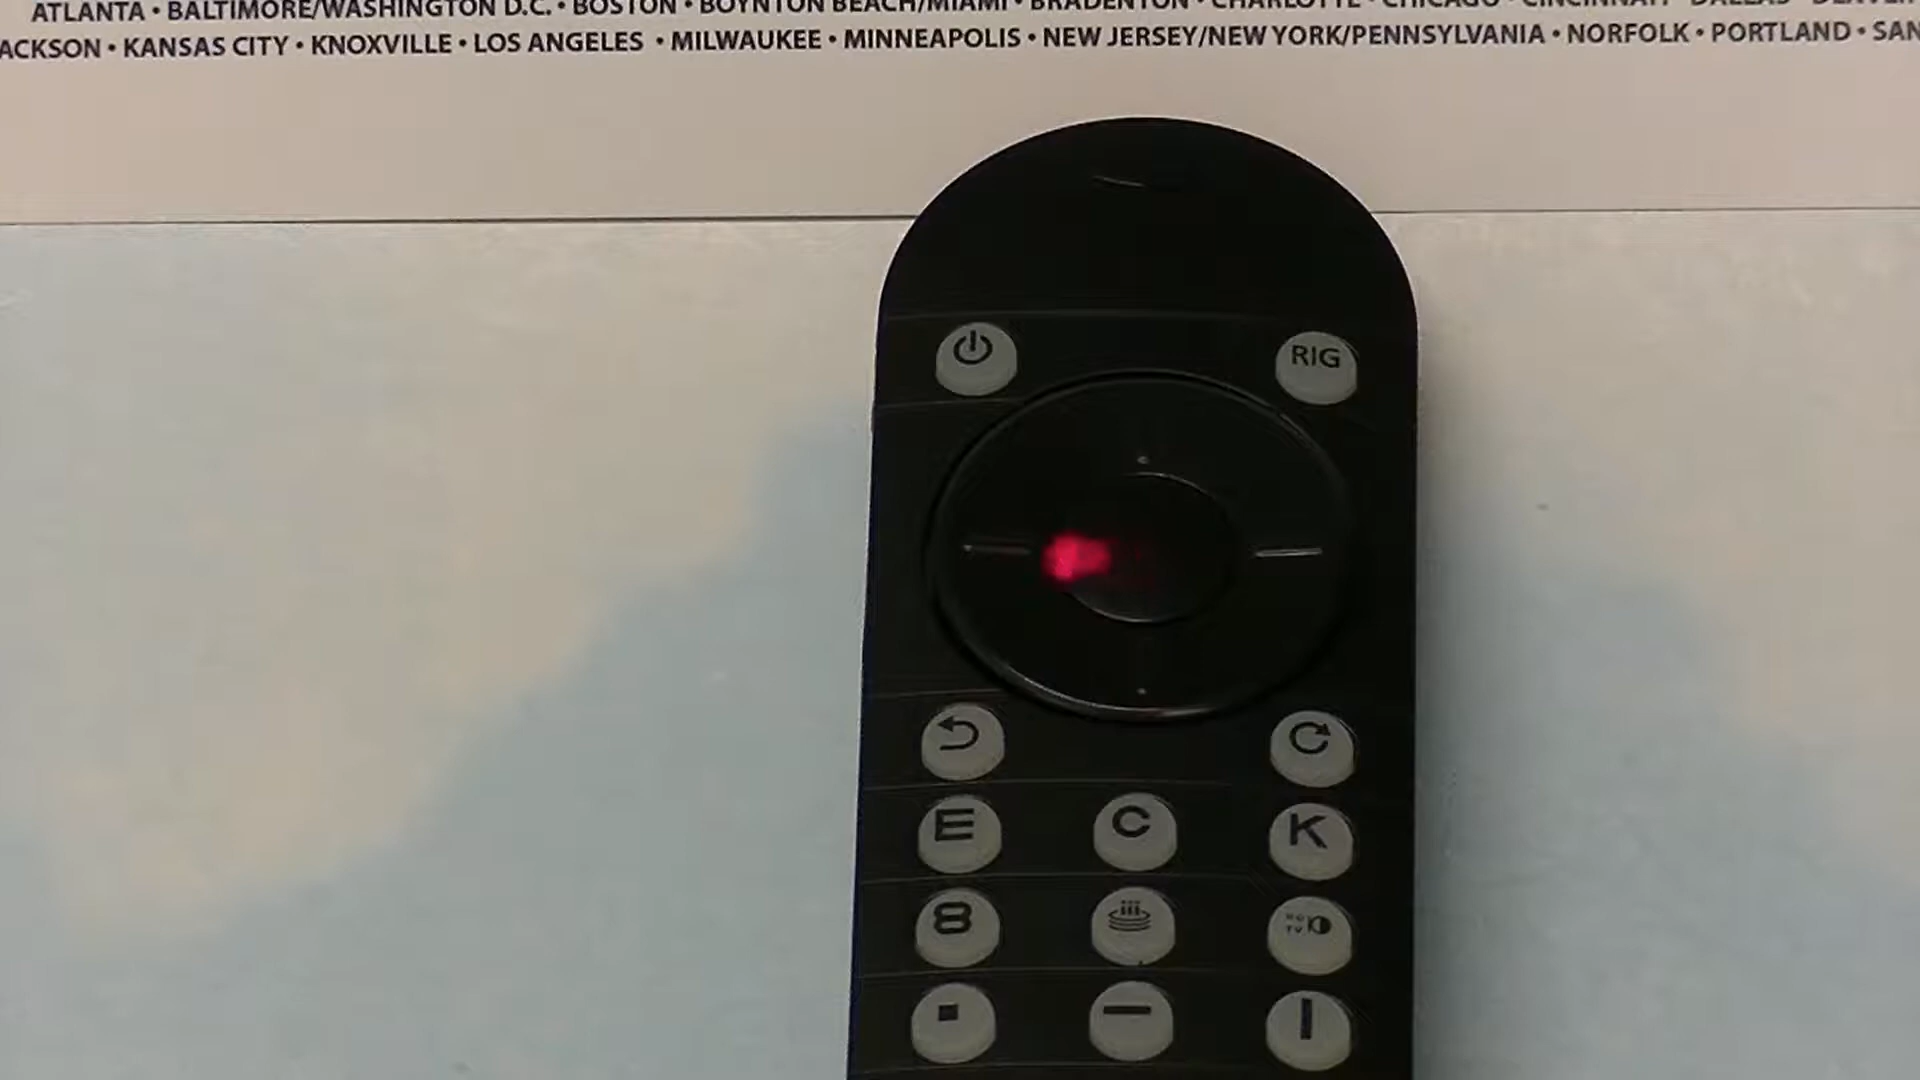 ATLANTA • BALTIMORE/WASHINGTON D.C. • BOSTON • BOYNTON BEACH/MIAMI • BRADENTON • CHARLOTTE • CHICAGO • CINCINNATI • DALLAS • DENVER
ACKSON • KANSAS CITY • KNOXVILLE • LOS ANGELES • MILWAUKEE • MINNEAPOLIS • NEW JERSEY/NEW YORK/PENNSYLVANIA • NORFOLK • PORTLAND • SAN
RIG
E C K
8